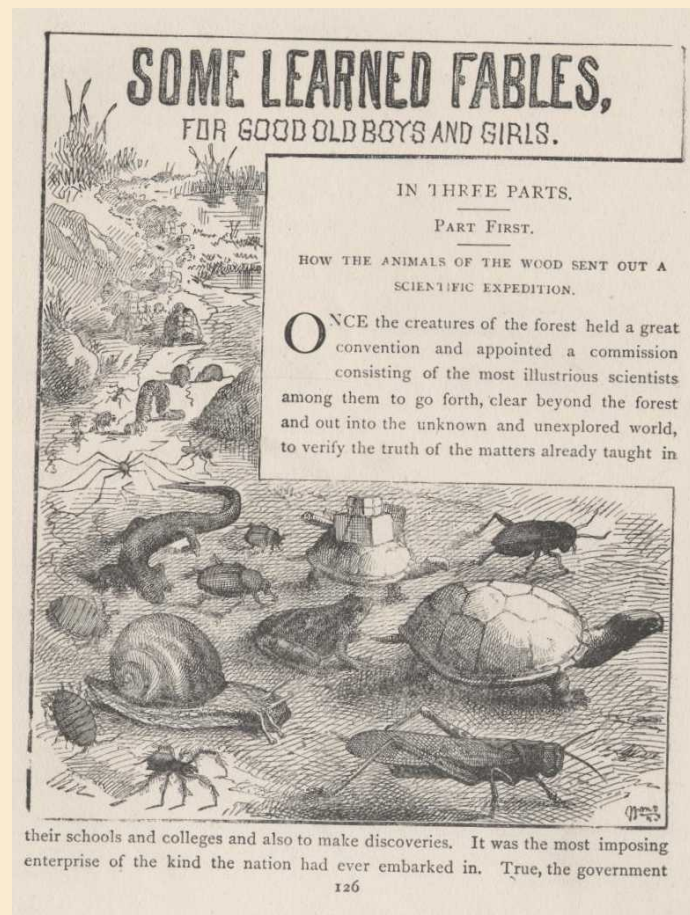 SOME LEARNED FABLES,
FOR GOOD OLD BOYS AND GIRLS.
IN THREE PARTS.
PART FIRST.
HOW THE ANIMALS OF THE WOOD SENT OUT A
SCIENTIFIC EXPEDITION.
ONCE the creatures of the forest held a great
convention and appointed a commission
consisting of the most illustrious scientists
among them to go forth, clear beyond the forest
and out into the unknown and unexplored world,
to verify the truth of the matters already taught in
their schools and colleges and also to make discoveries. It was the most imposing
enterprise of the kind the nation had ever embarked in. True, the government
126